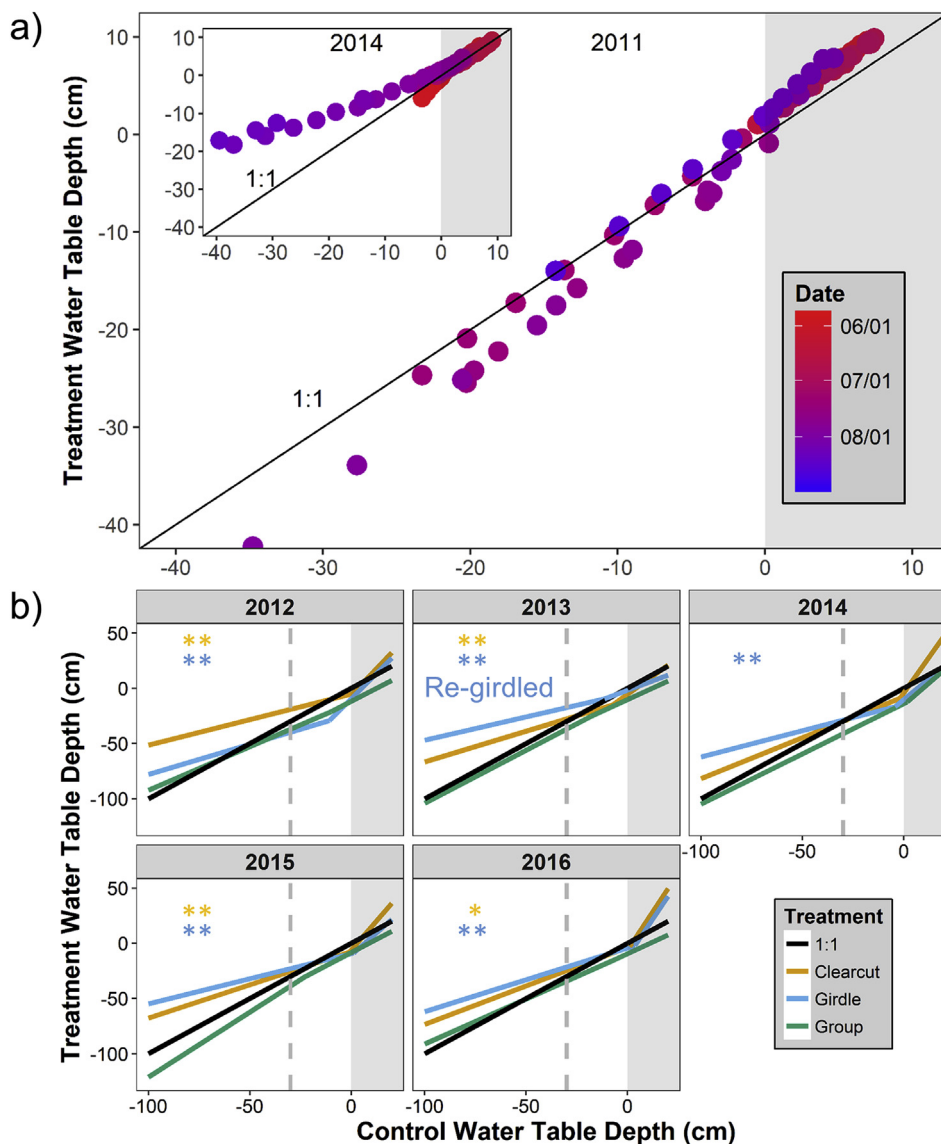 a)
Treatment Water Table Depth (cm)
10
0
-10
-20
-30
-40
2014
10
0
-10
-20
-30
-40
1:1
-40 -30 -20 -10 0 10
2011
1:1
Date
06/01
07/01
08/01
-40 -30 -20 -10 0 10
b)
Treatment Water Table Depth (cm)
2012 2013 2014
50
0
-50
-100
**
**
**
**
Re-girdled
**
-100 -50 0
2015 2016
50
0
-50
-100
**
**
*
**
-100 -50 0
-100 -50 0
Treatment
1:1
Clearcut
Girdle
Group
Control Water Table Depth (cm)